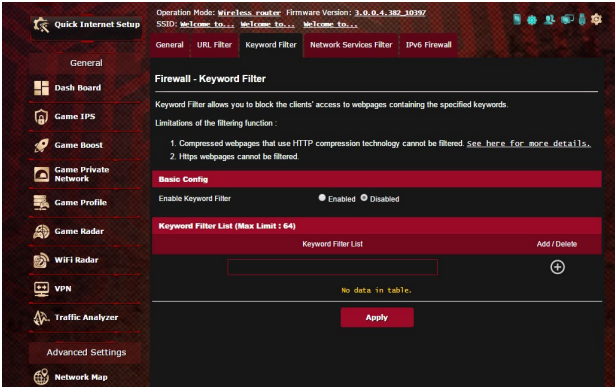 Quick Internet Setup
Operation Mode: Wireless router Firmware Version: 3.0.0.4.382_10397
SSID: Welcome to... Welcome to... Welcome to...
General URL Filter Keyword Filter Network Services Filter IPv6 Firewall
General
Dash Board
Game IPS
Game Boost
Game Private
Network
Game Profile
Game Radar
WiFi Radar
VPN
Traffic Analyzer
Advanced Settings
Network Map
Firewall - Keyword Filter
Keyword Filter allows you to block the clients' access to webpages containing the specified keywords.
Limitations of the filtering function :
1. Compressed webpages that use HTTP compression technology cannot be filtered. See here for more details.
2. Https webpages cannot be filtered.
Basic Config
Enable Keyword Filter Enabled Disabled
Keyword Filter List (Max Limit : 64)
Keyword Filter List Add / Delete
No data in table.
Apply